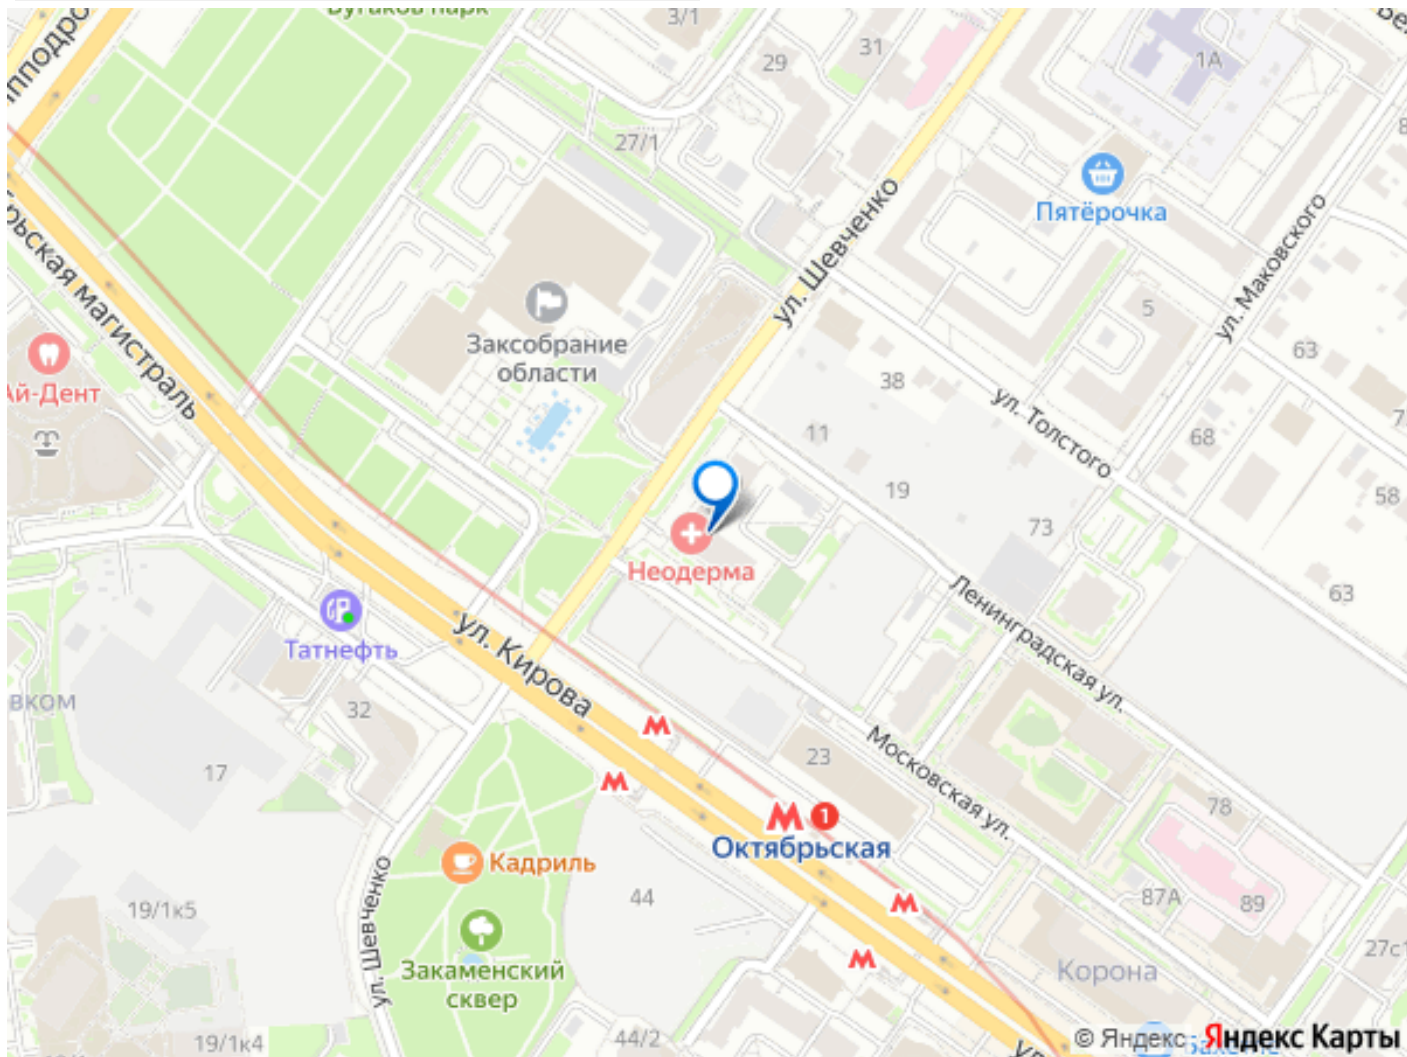 Бугаков парк
3/1
31
29
1А
27/1
ул. Шевченко
Пятёрочка
ул. Маковского
5
63
Заксобрание
области
38
ул. Толстого
Ай-Дент
11
68
19
58
73
Неодерма
63
Ленинградская ул.
Татнефть
ул. Кирова
32
17
23
Московская ул.
78
М
М
М 1
Октябрьская
Кадриль
44
М
87А
89
19/1к5
ул. Шевченко
Закаменский
сквер
М
Корона
44/2
19/1к4
© Яндекс
Яндекс Карты